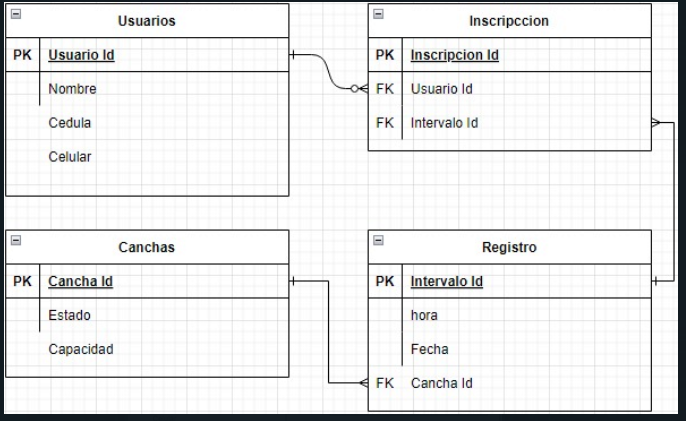 Usuarios
PK Usuario Id
Nombre
Cedula
Celular
Inscripccion
PK Inscripcion Id
FK Usuario Id
FK Intervalo Id
Canchas
PK Cancha Id
Estado
Capacidad
Registro
PK Intervalo Id
hora
Fecha
FK Cancha Id